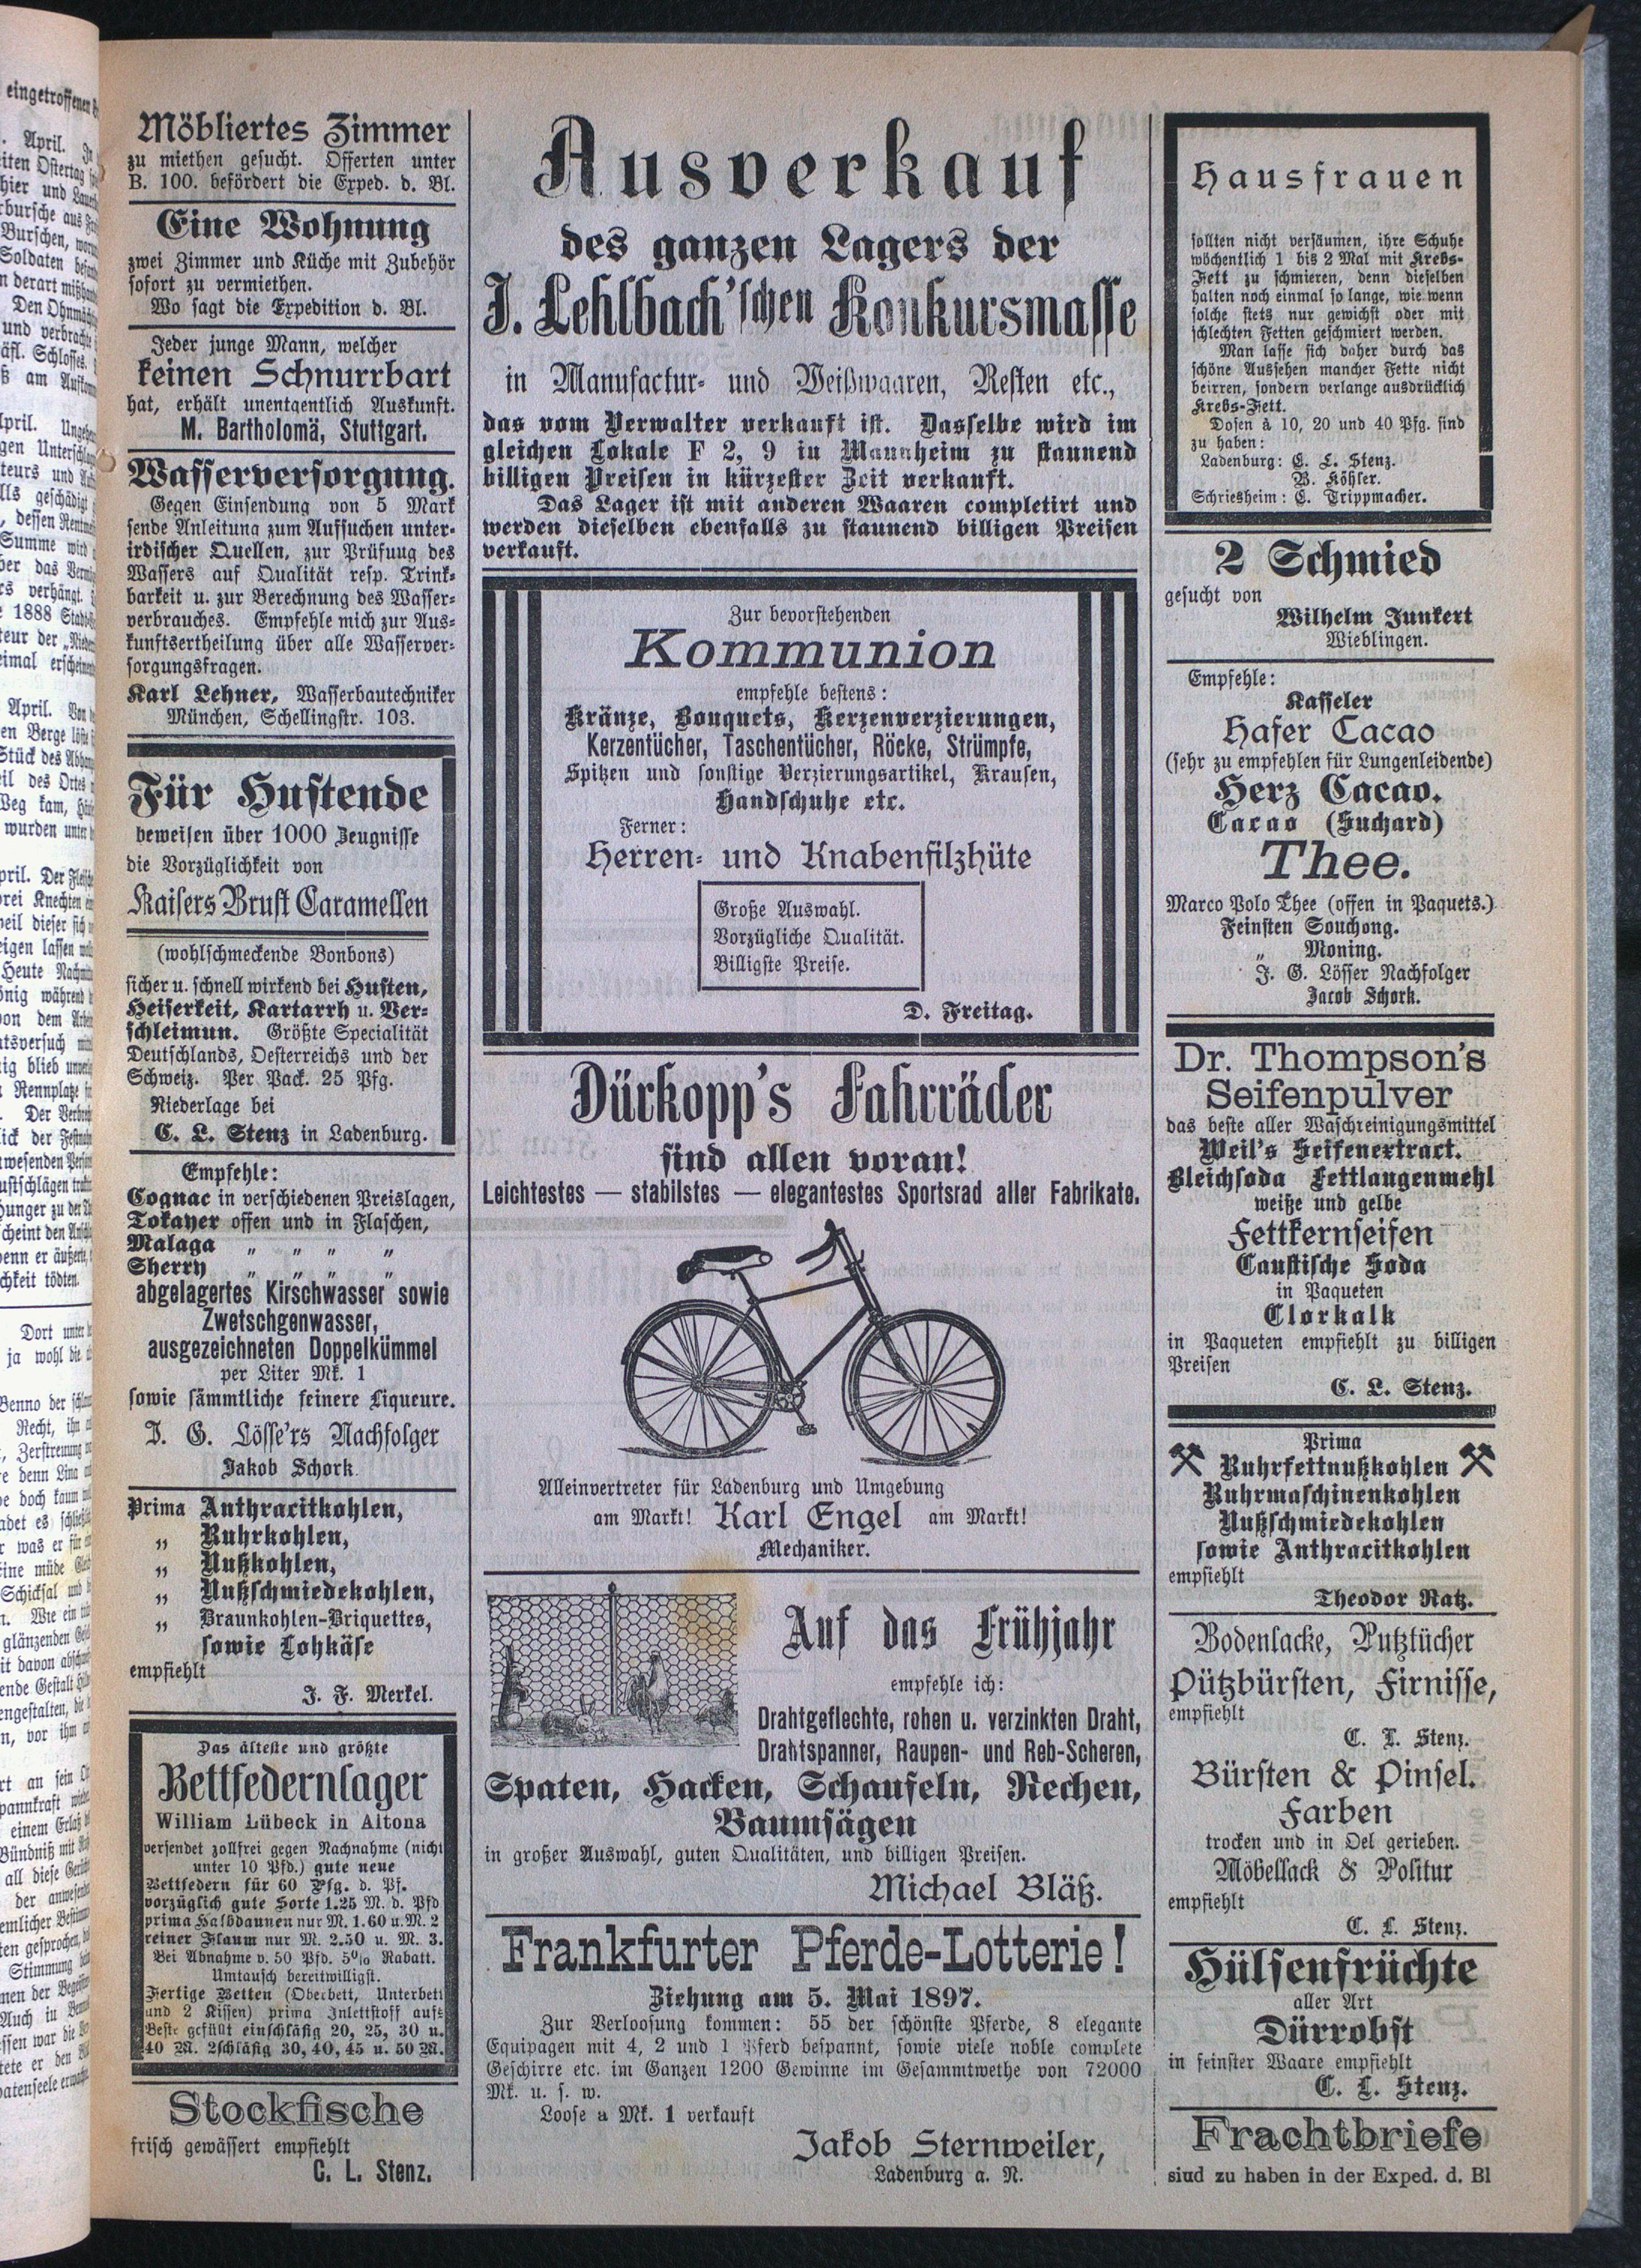 Möbliertes Zimmer
zu miethen gesucht. Offerten unter
B. 100. befördert die Exped. d. Bl.
Eine Wohnung
zwei Zimmer und Küche mit Zubehör
sofort zu vermiethen.
Wo sagt die Expedition d. Bl.
Jeder junge Mann, welcher
keinen Schnurrbart
hat, erhält unentgentlich Auskunft.
M. Bartholomä, Stuttgart.
Wasserversorgung.
Gegen Einsendung von 5 Mark
sende Anleitung zum Aufsuchen unter-
irdischer Quellen, zur Prüfung des
Wassers auf Qualität resp. Trink-
barkeit u. zur Berechnung des Wasser-
verbrauches. Empfehle mich zur Aus-
kunftsertheilung über alle Wasserver-
sorgungsfragen.
Karl Lehner, Wasserbautechniker
München, Schellingstr. 103.
Für Hustende
beweisen über 1000 Zeugnisse
die Vorzüglichkeit von
Kaisers Brust Caramellen
(wohlschmeckende Bonbons)
sicher u. schnell wirkend bei Husten,
Heiserkeit, Kartarrh u. Ver-
schleimun. Größte Specialität
Deutschlands, Oesterreichs und der
Schweiz. Per Pack. 25 Pfg.
Niederlage bei
C. L. Stenz in Ladenburg.
Empfehle:
Cognac in verschiedenen Preislagen,
Tokayer offen und in Flaschen,
Malaga „ „ „ „
Sherry „ „ „ „
abgelagertes Kirschwasser sowie
Zwetschgenwasser,
ausgezeichneten Doppelkümmel
per Liter Mk. 1
sowie sämmtliche feinere Liqueure.
J. G. Lösse'rs Nachfolger
Jakob Schork.
Prima Anthracitkohlen,
„ Ruhrkohlen,
„ Nußkohlen,
„ Nußschmiedekohlen,
„ Braunkohlen-Briquettes,
sowie Lohkäse
empfiehlt
J. F. Merkel.
Das älteste und größte
Bettfedernlager
William Lübeck in Altona
versendet zollfrei gegen Nachnahme (nicht
unter 10 Pfd.) gute neue
Bettfedern für 60 Pfg. d. Pf.
vorzüglich gute Sorte 1.25 M. d. Pfd
prima Halbdaunen nur M. 1.60 u. M. 2
reiner Flaum nur M. 2.50 u. M. 3.
Bei Abnahme v. 50 Pfd. 5% Rabatt.
Umtausch bereitwilligst.
Fertige Betten (Oberbett, Unterbett
und 2 Kissen) prima Inlettstoff aufs
Beste gefüllt einschläfig 20, 25, 30 u.
40 M. 2schläfig 30, 40, 45 u. 50 M.
Stockfische
frisch gewässert empfiehlt
C. L. Stenz.
Ausverkauf
des ganzen Lagers der
J. Lehlbach'schen Konkursmasse
in Manufactur- und Weißwaaren, Resten etc.,
das vom Verwalter verkauft ist. Dasselbe wird im
gleichen Lokale F 2, 9 in Mannheim zu staunend
billigen Preisen in kürzester Zeit verkauft.
Das Lager ist mit anderen Waaren completirt und
werden dieselben ebenfalls zu staunend billigen Preisen
verkauft.
Zur bevorstehenden
Kommunion
empfehle bestens:
Kränze, Bouquets, Kerzenverzierungen,
Kerzentücher, Taschentücher, Röcke, Strümpfe,
Spitzen und sonstige Verzierungsartikel, Krausen,
Handschuhe etc.
Ferner:
Herren- und Knabenfilzhüte
Große Auswahl.
Vorzügliche Qualität.
Billigste Preise.
D. Freitag.
Dürkopp's Fahrräder
sind allen voran!
Leichtestes — stabilstes — elegantestes Sportsrad aller Fabrikate.
Alleinvertreter für Ladenburg und Umgebung
am Markt! Karl Engel am Markt!
Mechaniker.
Auf das Frühjahr
empfehle ich:
Drahtgeflechte, rohen u. verzinkten Draht,
Drahtspanner, Raupen- und Reb-Scheren,
Spaten, Hacken, Schaufeln, Rechen,
Baumsägen
in großer Auswahl, guten Qualitäten, und billigen Preisen.
Michael Bläß.
Frankfurter Pferde-Lotterie!
Ziehung am 5. Mai 1897.
Zur Verloosung kommen: 55 der schönste Pferde, 8 elegante
Equipagen mit 4, 2 und 1 Pferd bespannt, sowie viele noble complete
Geschirre etc. im Ganzen 1200 Gewinne im Gesammtwethe von 72000
Mk. u. s. w.
Loose a Mk. 1 verkauft
Jakob Sternweiler,
Ladenburg a. N.
Hausfrauen
sollten nicht versäumen, ihre Schuhe
wöchentlich 1 bis 2 Mal mit Krebs-
Fett zu schmieren, denn dieselben
halten noch einmal so lange, wie wenn
solche stets nur gewichst oder mit
schlechten Fetten geschmiert werden.
Man lasse sich daher durch das
schöne Aussehen mancher Fette nicht
beirren, sondern verlange ausdrücklich
Krebs-Fett.
Dosen à 10, 20 und 40 Pfg. sind
zu haben:
Ladenburg: C. L. Stenz.
B. Köhler.
Schriesheim: C. Trippmacher.
2 Schmied
gesucht von
Wilhelm Junkert
Wieblingen.
Empfehle:
Kasseler
Hafer Cacao
(sehr zu empfehlen für Lungenleidende)
Herz Cacao.
Cacao (Suchard)
Thee.
Marco Polo Thee (offen in Paquets.)
Feinsten Souchong.
„ Moning.
J. G. Lösser Nachfolger
Jacob Schork.
Dr. Thompson's
Seifenpulver
das beste aller Waschreinigungsmittel
Weil's Seifenextract.
Bleichsoda Fettlaugenmehl
weiße und gelbe
Fettkernseifen
Caustische Soda
in Paqueten
Clorkalk
in Paqueten empfiehlt zu billigen
Preisen
C. L. Stenz.
Prima
Ruhrfettnußkohlen
Ruhrmaschinenkohlen
Nußschmiedekohlen
sowie Anthracitkohlen
empfiehlt
Theodor Ratz.
Bodenlacke, Putztücher
Pützbürsten, Firnisse,
empfiehlt
C. L. Stenz.
Bürsten & Pinsel.
Farben
trocken und in Oel gerieben.
Möbellack & Politur
empfiehlt
C. L. Stenz.
Hülsenfrüchte
aller Art
Dürrobst
in feinster Waare empfiehlt
C. L. Stenz.
Frachtbriefe
siud zu haben in der Exped. d. Bl